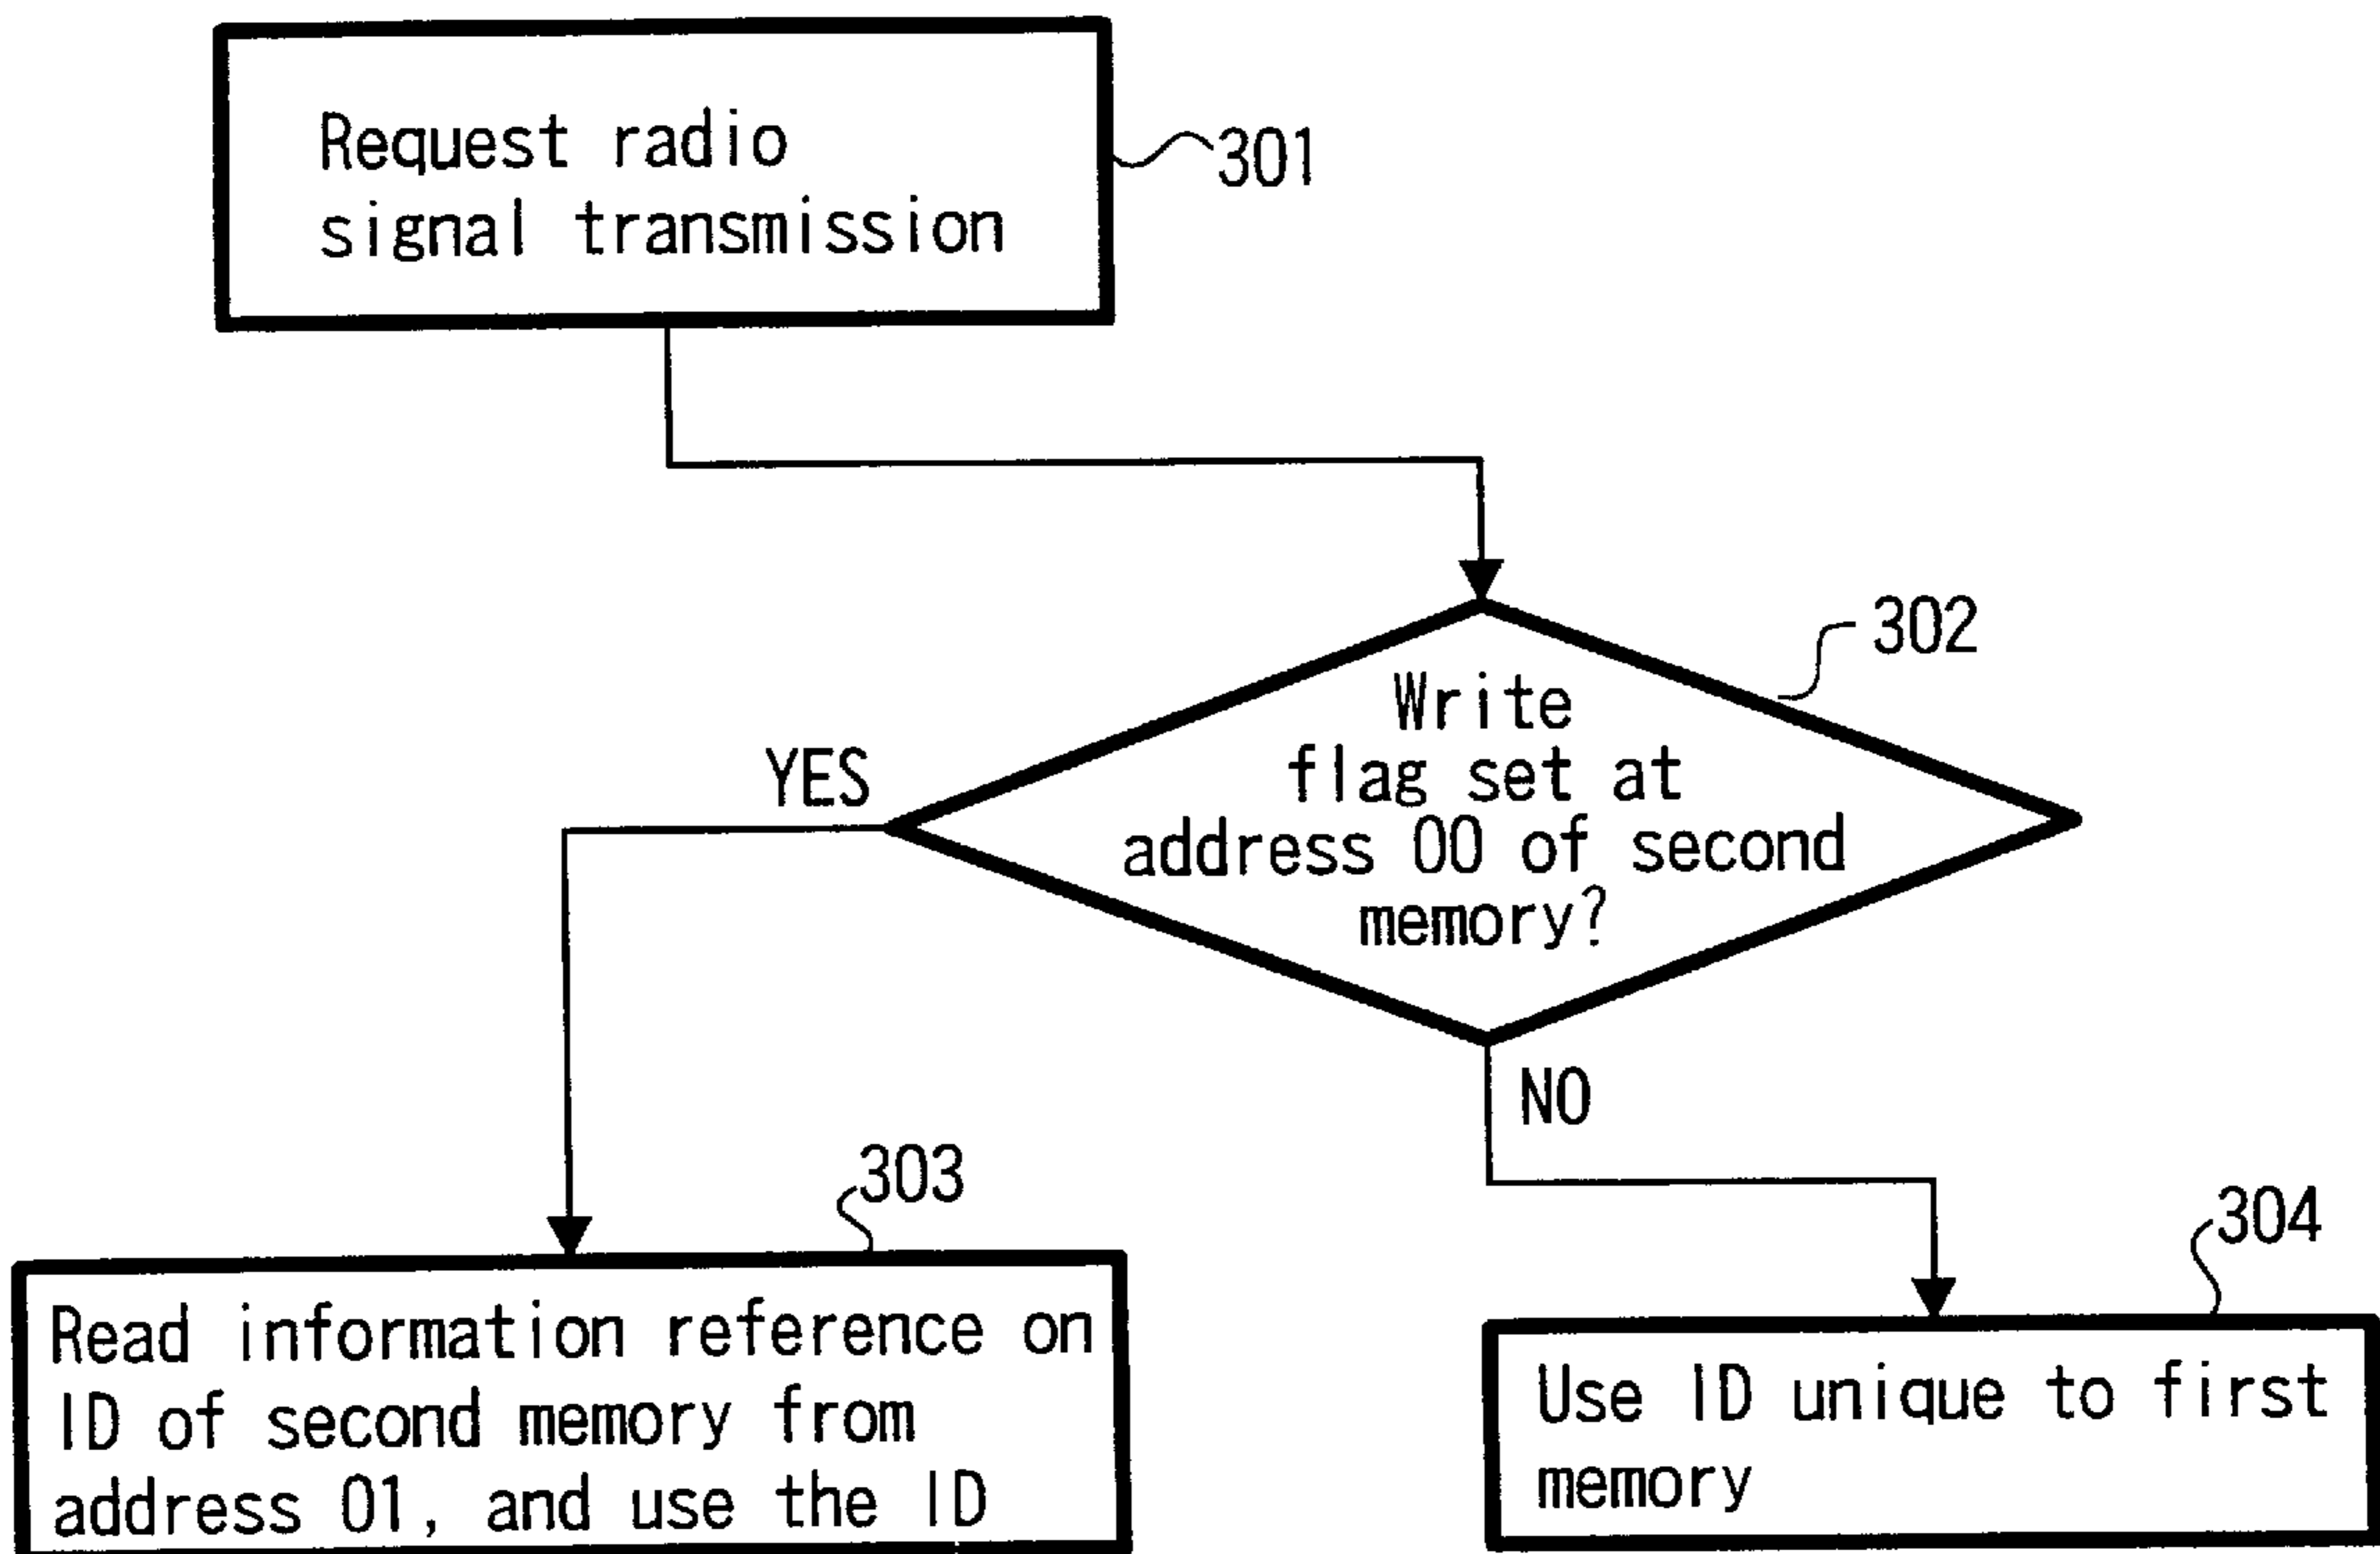 Request radio
signal transmission
301
302
Write
flag set at
address 00 of second
memory?
YES
NO
303
304
Read information reference on
ID of second memory from
address 01, and use the ID
Use ID unique to first
memory